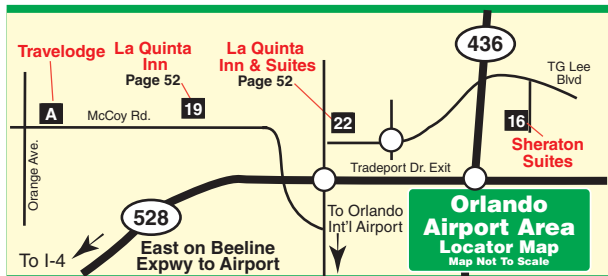 Travelodge
La Quinta
Inn
Page 52
La Quinta
Inn & Suites
Page 52
436
TG Lee
Blvd
A
McCoy Rd.
19
22
16
Sheraton
Suites
Orange Ave.
Tradeport Dr. Exit
528
To I-4
East on Beeline
Expwy to Airport
To Orlando
Int'l Airport
Orlando
Airport Area
Locator Map
Map Not To Scale